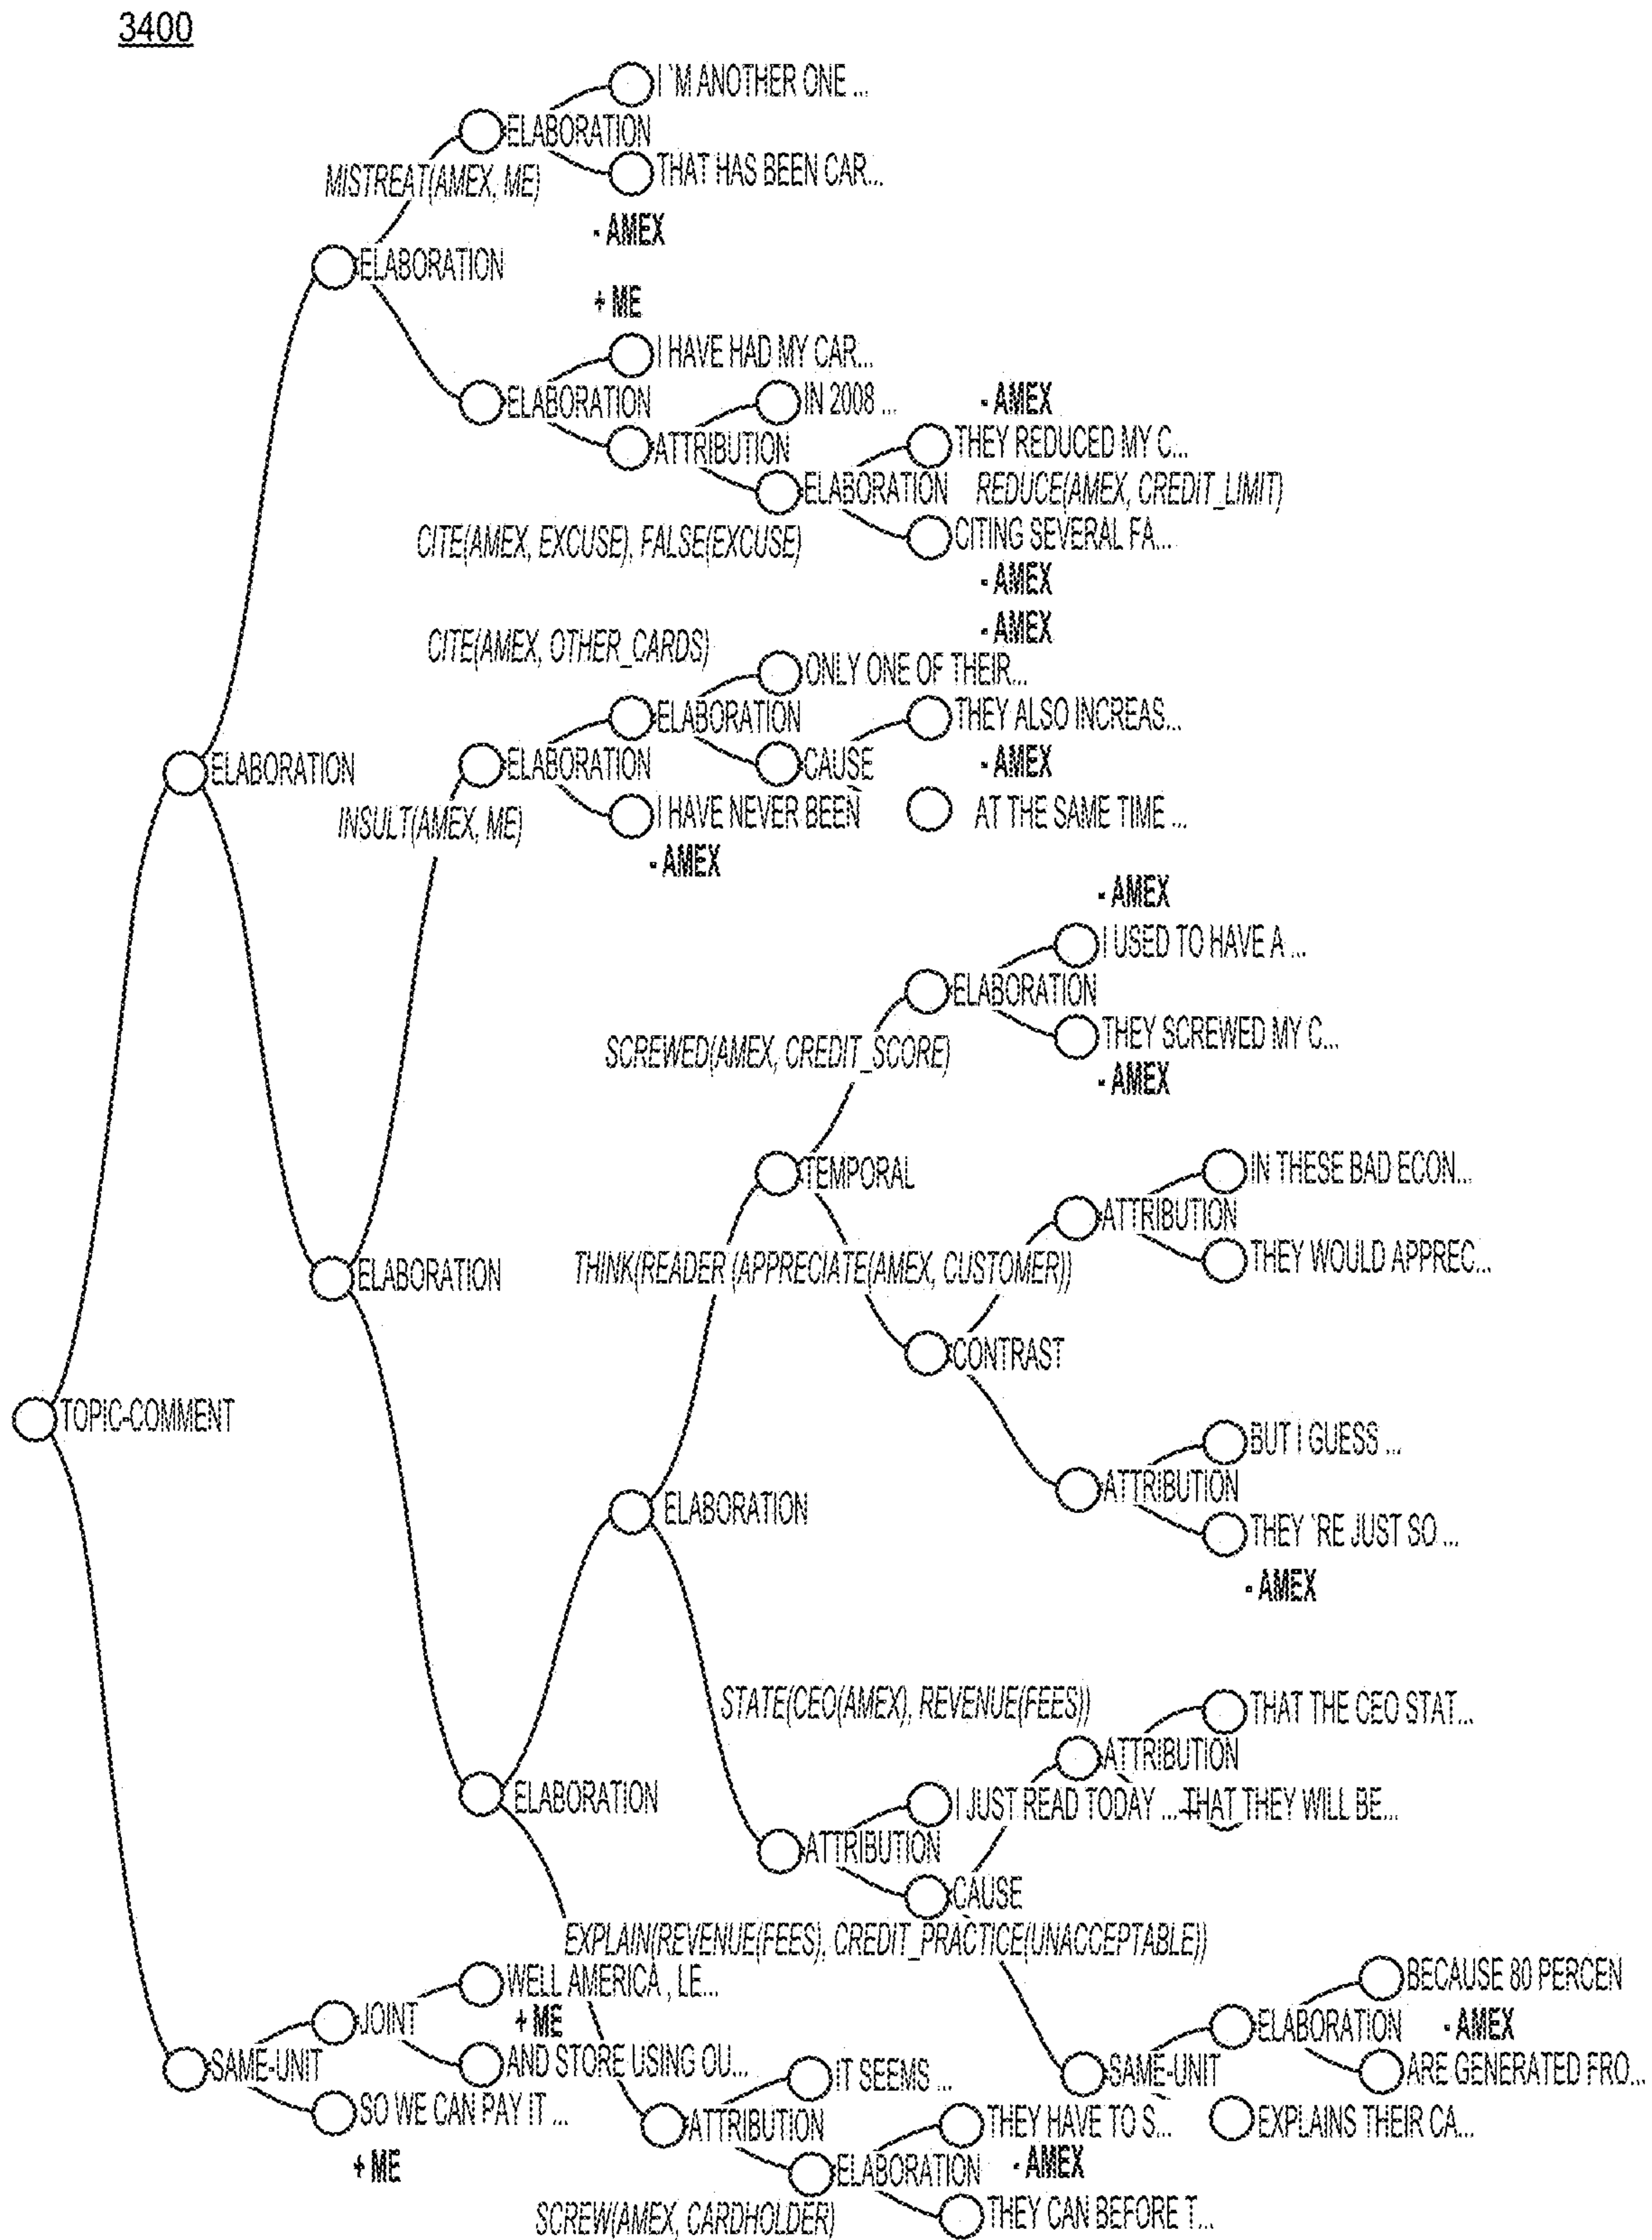 3400
I `M ANOTHER ONE ...
ELABORATION
THAT HAS BEEN CAR...
MISTREAT(AMEX, ME)
- AMEX
ELABORATION
+ ME
I HAVE HAD MY CAR...
ELABORATION
IN 2008 ...
- AMEX
ATTRIBUTION
THEY REDUCED MY C...
ELABORATION
REDUCE(AMEX, CREDIT_LIMIT)
CITE(AMEX, EXCUSE), FALSE(EXCUSE)
CITING SEVERAL FA...
- AMEX
- AMEX
CITE(AMEX, OTHER_CARDS)
ONLY ONE OF THEIR...
ELABORATION
THEY ALSO INCREAS...
ELABORATION
ELABORATION
CAUSE
- AMEX
INSULT(AMEX, ME)
I HAVE NEVER BEEN
AT THE SAME TIME ...
- AMEX
- AMEX
I USED TO HAVE A ...
ELABORATION
THEY SCREWED MY C...
SCREWED(AMEX, CREDIT_SCORE)
- AMEX
TEMPORAL
IN THESE BAD ECON...
ATTRIBUTION
THINK(READER (APPRECIATE(AMEX, CUSTOMER))
THEY WOULD APPREC...
ELABORATION
CONTRAST
TOPIC-COMMENT
BUT I GUESS ...
ATTRIBUTION
ELABORATION
THEY `RE JUST SO ...
- AMEX
STATE(CEO(AMEX), REVENUE(FEES))
THAT THE CEO STAT...
ATTRIBUTION
ELABORATION
I JUST READ TODAY ...
THAT THEY WILL BE...
ATTRIBUTION
CAUSE
EXPLAIN(REVENUE(FEES), CREDIT_PRACTICE(UNACCEPTABLE))
WELL AMERICA , LE...
BECAUSE 80 PERCEN
JOINT
+ ME
ELABORATION
- AMEX
SAME-UNIT
AND STORE USING OU...
IT SEEMS ...
SAME-UNIT
ARE GENERATED FRO...
SO WE CAN PAY IT ...
ATTRIBUTION
THEY HAVE TO S...
EXPLAINS THEIR CA...
+ ME
ELABORATION
- AMEX
SCREW(AMEX, CARDHOLDER)
THEY CAN BEFORE T...